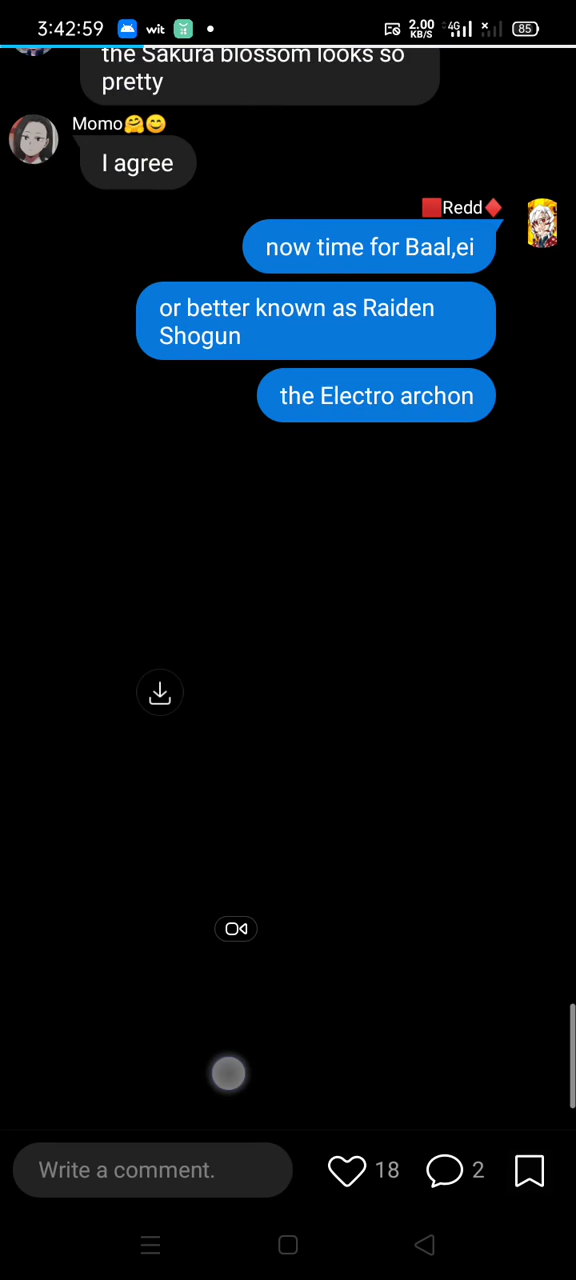 3:42:59 wit 2.00 KB/S 4G 85
the Sakura blossom looks so
pretty
Momo🤗😊
I agree
🟥Redd♦️
now time for Baal,ei
or better known as Raiden
Shogun
the Electro archon
Write a comment. 18 2